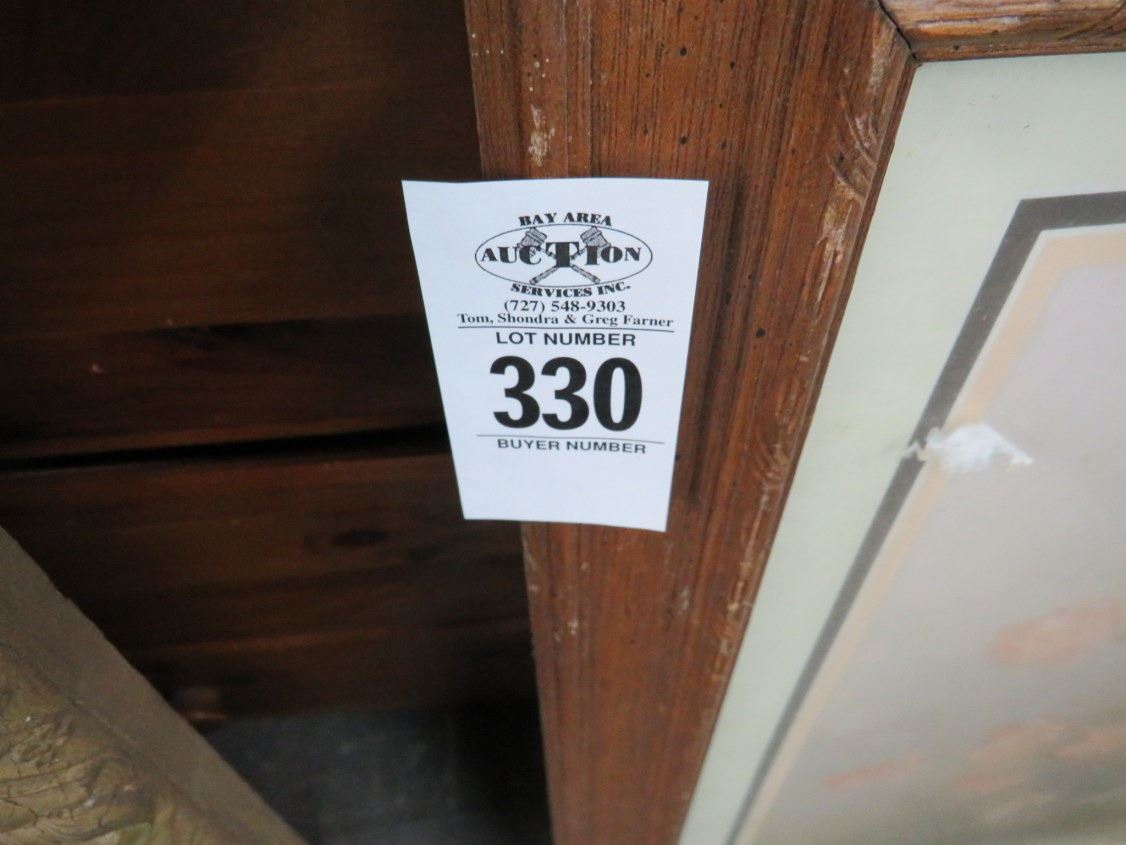 BAY AREA
AUCTION
SERVICES INC.
(727) 548-9303
Tom, Shondra & Greg Farner
LOT NUMBER
330
BUYER NUMBER